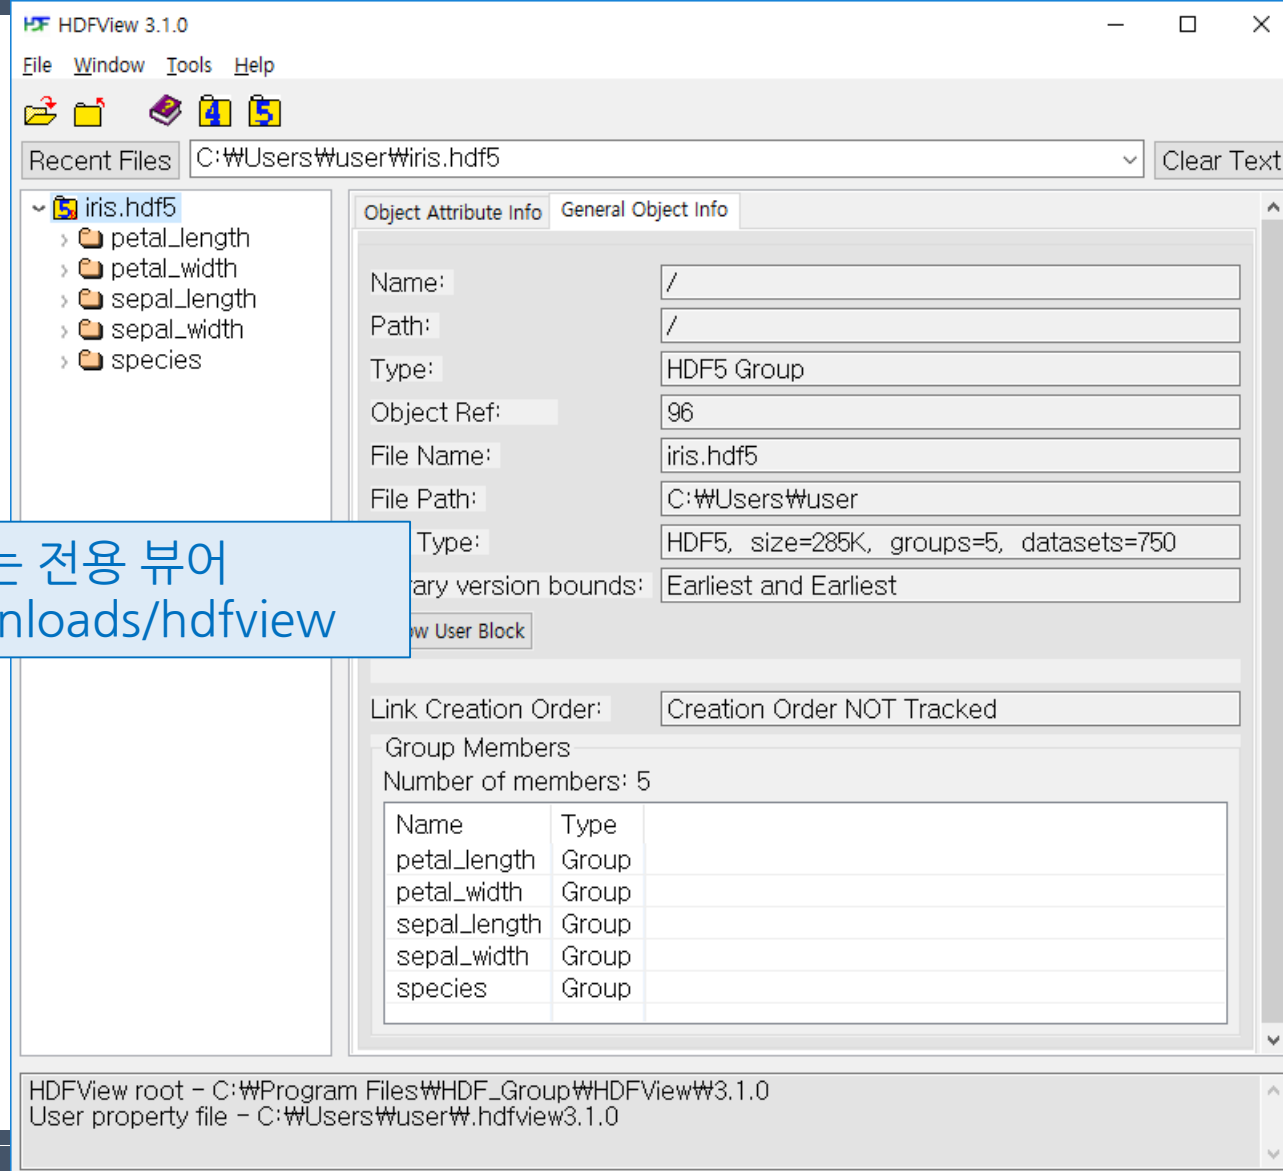 HDF HDFView 3.1.0
File Window Tools Help
4 5
Recent Files C:₩Users₩user₩iris.hdf5 Clear Text
iris.hdf5
petal_length
petal_width
sepal_length
sepal_width
species
Object Attribute Info General Object Info
Name: /
Path: /
Type: HDF5 Group
Object Ref: 96
File Name: iris.hdf5
File Path: C:₩Users₩user
Type: HDF5, size=285K, groups=5, datasets=750
는 전용 뷰어
nloads/hdfview
ary version bounds: Earliest and Earliest
ow User Block
Link Creation Order: Creation Order NOT Tracked
Group Members
Number of members: 5
Name Type
petal_length Group
petal_width Group
sepal_length Group
sepal_width Group
species Group
HDFView root - C:₩Program Files₩HDF_Group₩HDFView₩3.1.0
User property file - C:₩Users₩user₩.hdfview3.1.0